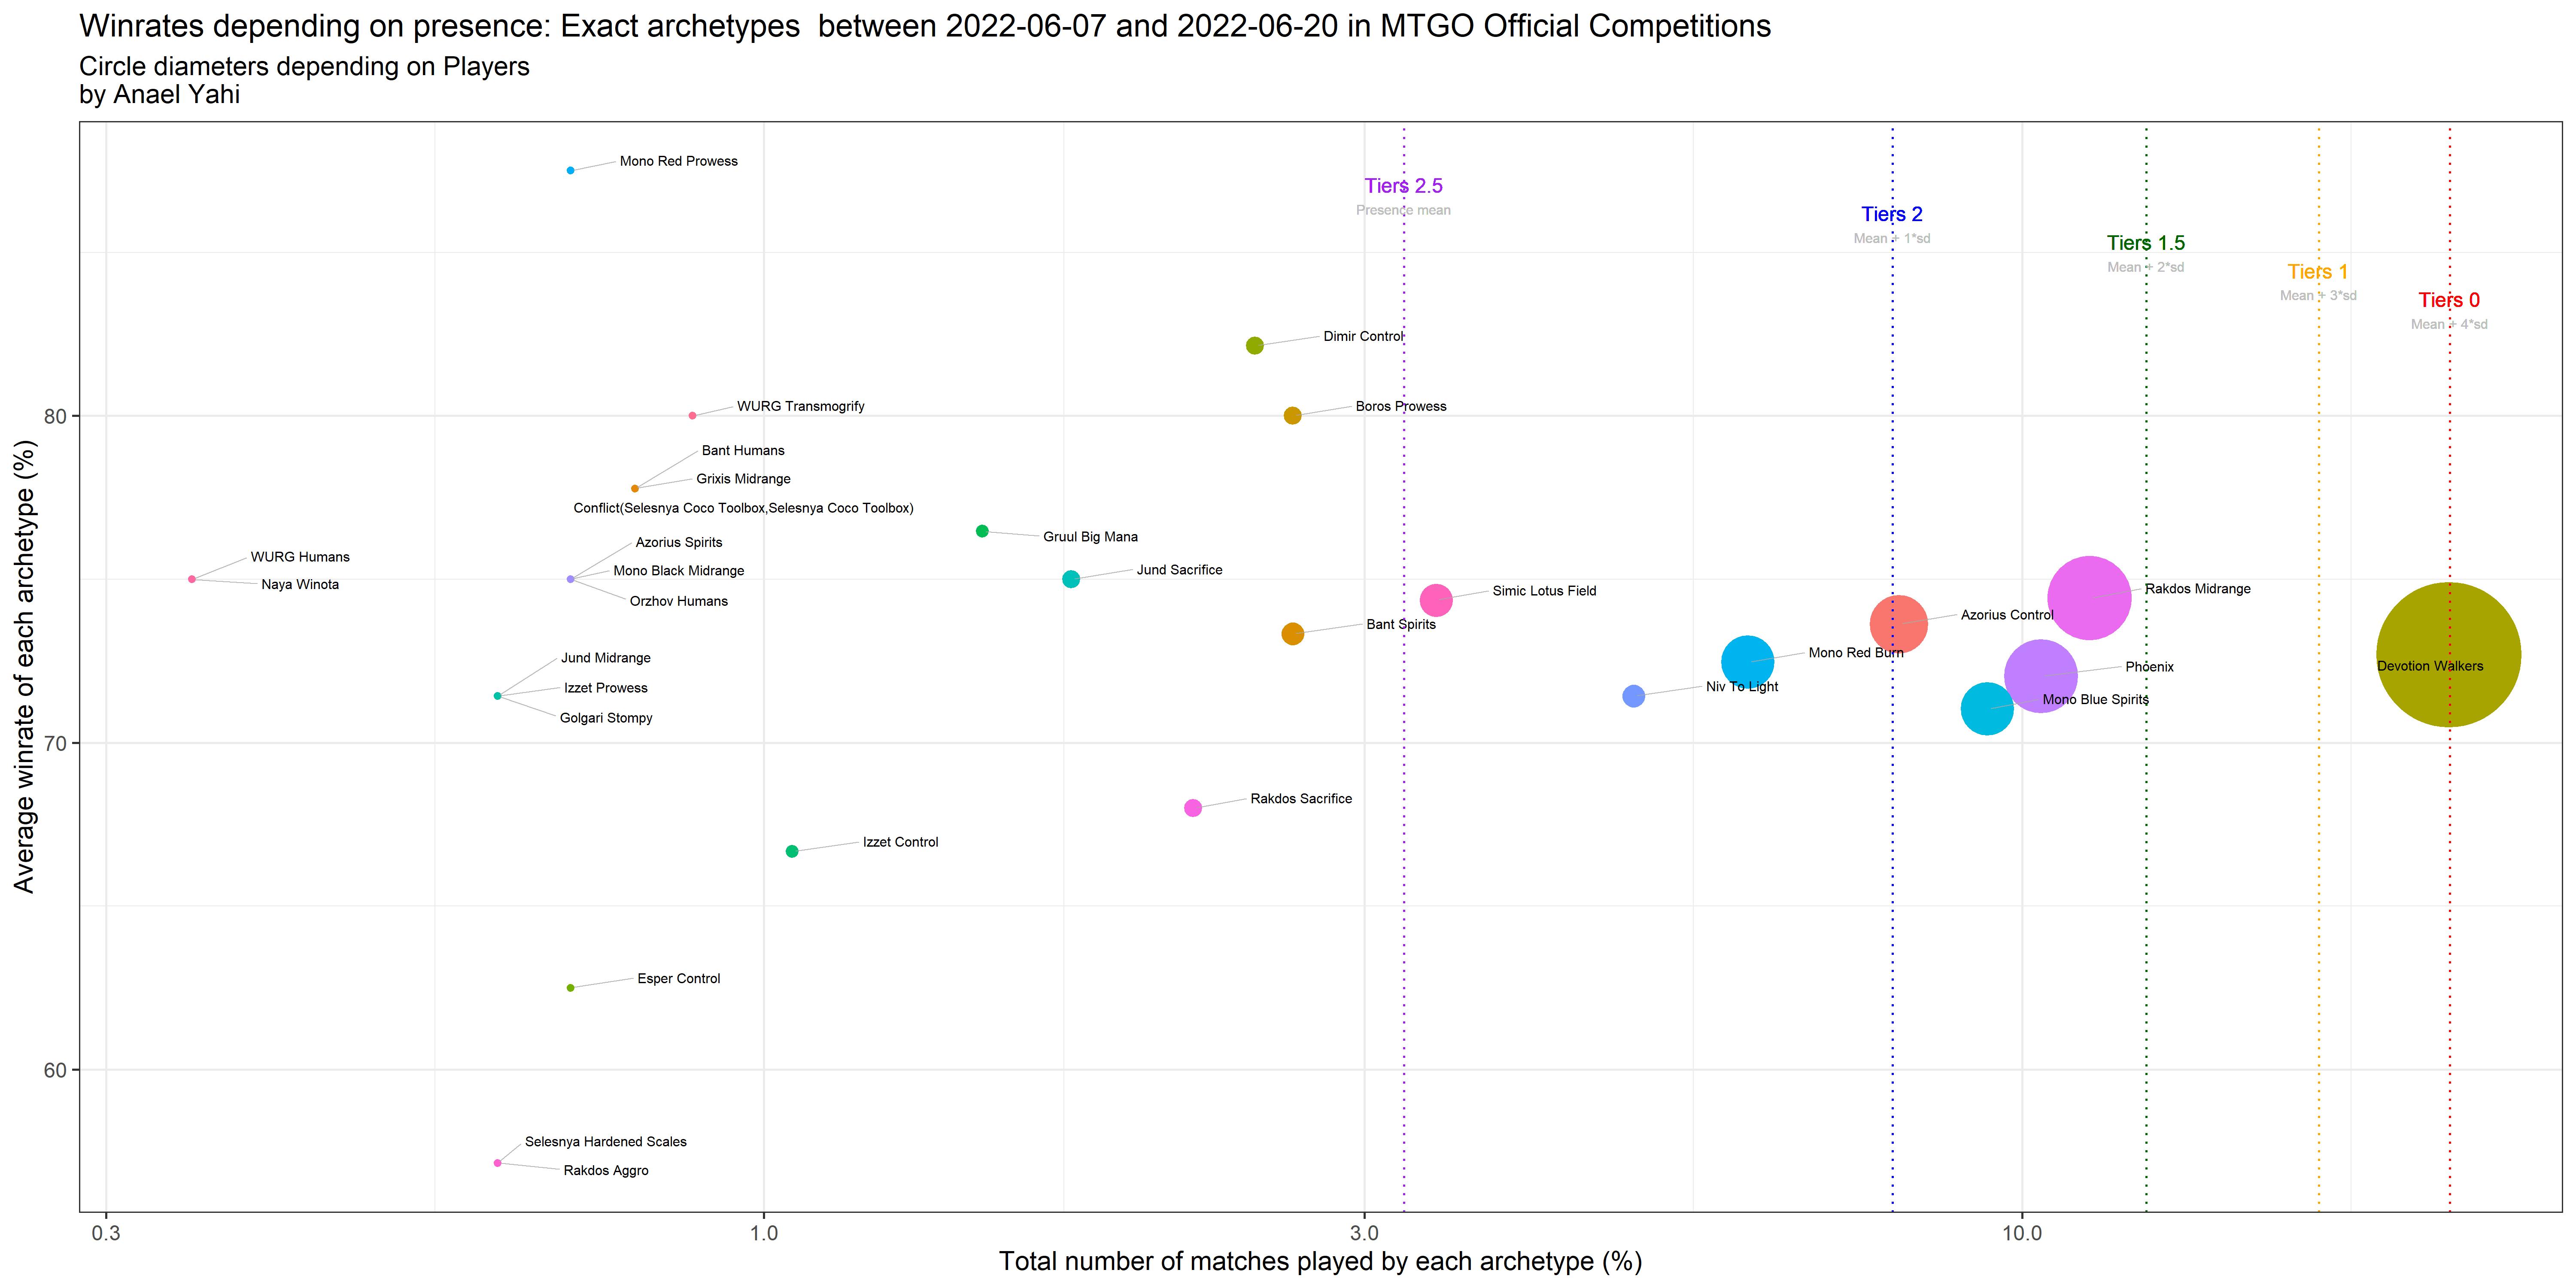 Winrates depending on presence: Exact archetypes  between 2022-06-07 and 2022-06-20 in MTGO Official Competitions
Circle diameters depending on Players
by Anael Yahi
Mono Red Prowess
Tiers 2.5
Presence mean
Tiers 2
Mean + 1*sd
Tiers 1.5
Mean + 2*sd
Tiers 1
Mean + 3*sd
Tiers 0
Mean + 4*sd
Dimir Control
WURG Transmogrify
Boros Prowess
80
Bant Humans
Grixis Midrange
Conflict(Selesnya Coco Toolbox,Selesnya Coco Toolbox)
Gruul Big Mana
Azorius Spirits
WURG Humans
Mono Black Midrange
Jund Sacrifice
Naya Winota
Orzhov Humans
Simic Lotus Field
Rakdos Midrange
Azorius Control
Bant Spirits
Mono Red Burn
Jund Midrange
Devotion Walkers
Phoenix
Izzet Prowess
Niv To Light
Mono Blue Spirits
Golgari Stompy
70
Rakdos Sacrifice
Izzet Control
Esper Control
60
Selesnya Hardened Scales
Rakdos Aggro
0.3
1.0
3.0
10.0
Total number of matches played by each archetype (%)
Average winrate of each archetype (%)